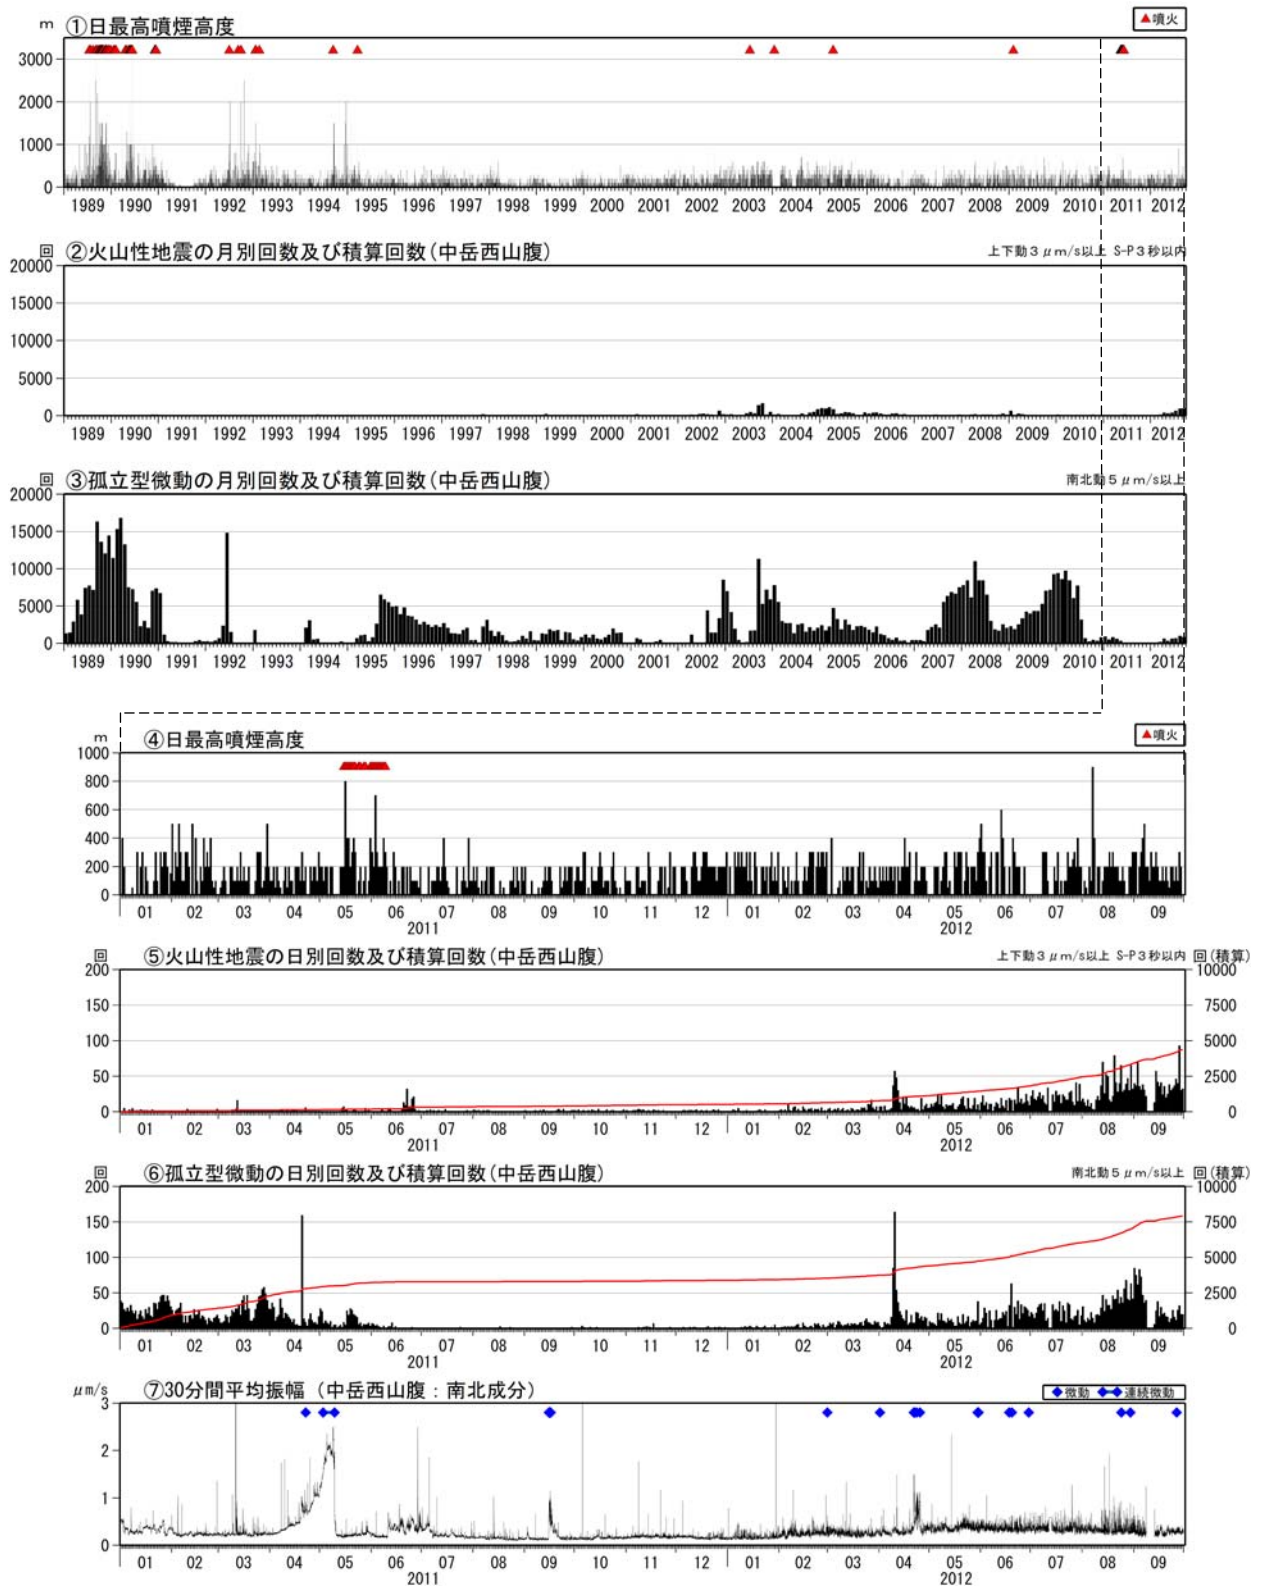 m ①日最高噴煙高度 ▲噴火
3000
2000
1000
0
1989 1990 1991 1992 1993 1994 1995 1996 1997 1998 1999 2000 2001 2002 2003 2004 2005 2006 2007 2008 2009 2010 2011 2012
回 ②火山性地震の月別回数及び積算回数(中岳西山腹) 上下動3μm/s以上 S-P3秒以内
20000
15000
10000
5000
0
1989 1990 1991 1992 1993 1994 1995 1996 1997 1998 1999 2000 2001 2002 2003 2004 2005 2006 2007 2008 2009 2010 2011 2012
回 ③孤立型微動の月別回数及び積算回数(中岳西山腹) 南北動5μm/s以上
20000
15000
10000
5000
0
1989 1990 1991 1992 1993 1994 1995 1996 1997 1998 1999 2000 2001 2002 2003 2004 2005 2006 2007 2008 2009 2010 2011 2012
m ④日最高噴煙高度 ▲噴火
1000
800
600
400
200
0
01 02 03 04 05 06 07 08 09 10 11 12 01 02 03 04 05 06 07 08 09
2011 2012
回 ⑤火山性地震の日別回数及び積算回数(中岳西山腹) 上下動3μm/s以上 S-P3秒以内 回(積算)
200 10000
150 7500
100 5000
50 2500
0 0
01 02 03 04 05 06 07 08 09 10 11 12 01 02 03 04 05 06 07 08 09
2011 2012
回 ⑥孤立型微動の日別回数及び積算回数(中岳西山腹) 南北動5μm/s以上 回(積算)
200 10000
150 7500
100 5000
50 2500
0 0
01 02 03 04 05 06 07 08 09 10 11 12 01 02 03 04 05 06 07 08 09
2011 2012
μm/s ⑦30分間平均振幅(中岳西山腹:南北成分) ◆微動 ◆◆連続微動
3
2
1
0
01 02 03 04 05 06 07 08 09 10 11 12 01 02 03 04 05 06 07 08 09
2011 2012